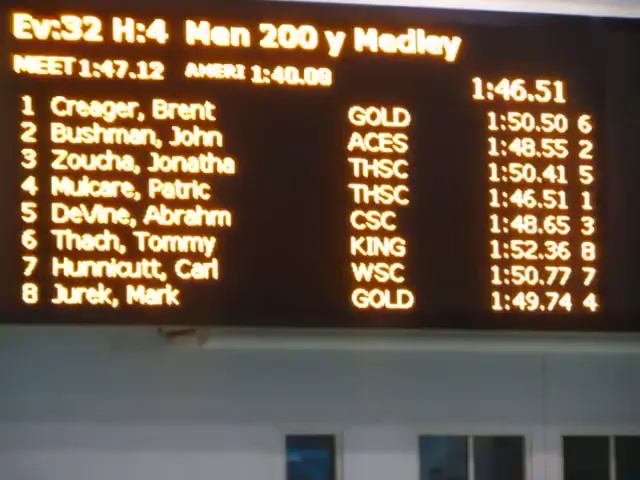 Ev:32 H:4 Men 200 y Medley
MEET 1:47.12 AMERI 1:40.08 1:46.51
1 Creager, Brent GOLD 1:50.50 6
2 Bushman, John ACES 1:48.55 2
3 Zoucha, Jonatha THSC 1:50.41 5
4 Mulcare, Patric THSC 1:46.51 1
5 DeVine, Abrahm CSC 1:48.65 3
6 Thach, Tommy KING 1:52.36 8
7 Hunnicutt, Carl WSC 1:50.77 7
8 Jurek, Mark GOLD 1:49.74 4